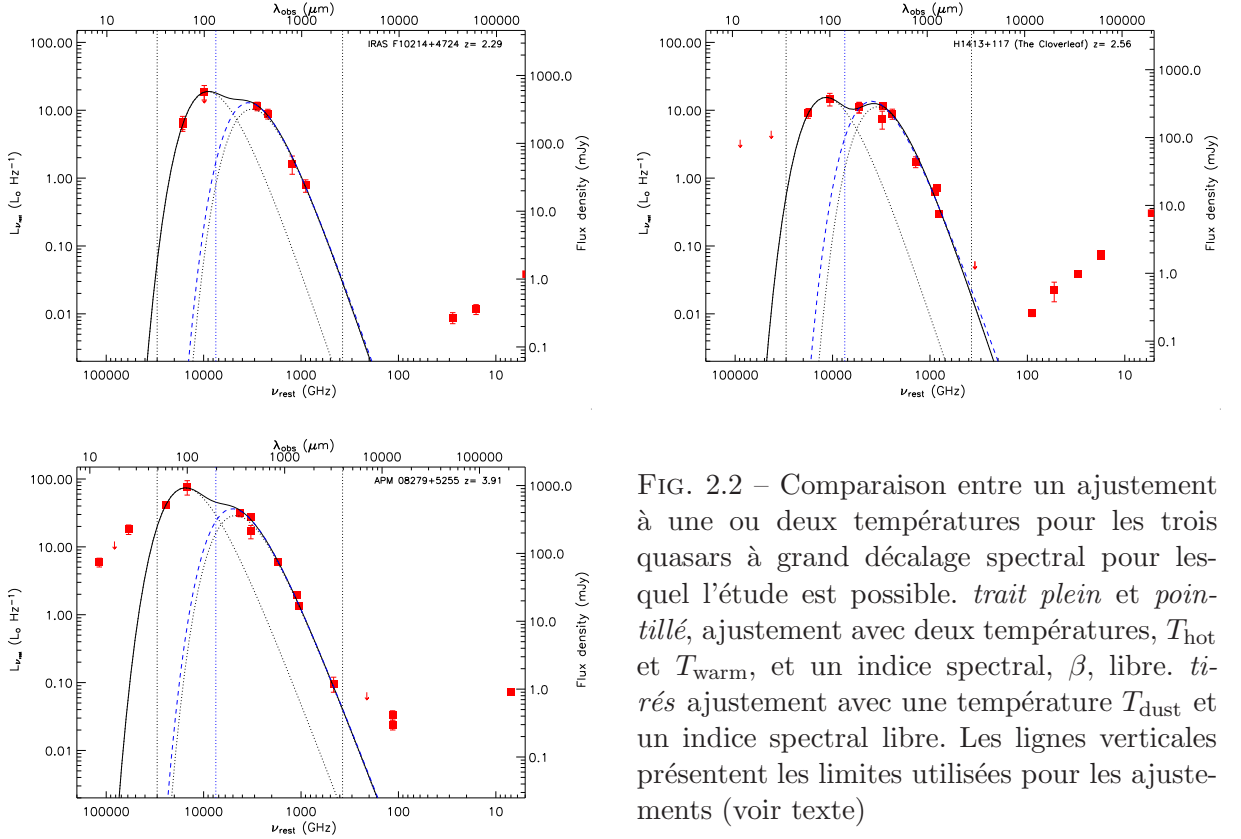 λobs (μm)
10 100 1000 10000 100000
IRAS F10214+4724 z= 2.29
100.00
10.00
1.00
0.10
0.01
Lνrest (L⊙ Hz−1)
1000.0
100.0
10.0
1.0
0.1
Flux density (mJy)
100000 10000 1000 100 10
νrest (GHz)
λobs (μm)
10 100 1000 10000 100000
H1413+117 (The Cloverleaf) z= 2.56
100.00
10.00
1.00
0.10
0.01
Lνrest (L⊙ Hz−1)
1000.0
100.0
10.0
1.0
0.1
Flux density (mJy)
100000 10000 1000 100 10
νrest (GHz)
λobs (μm)
10 100 1000 10000 100000
APM 08279+5255 z= 3.91
100.00
10.00
1.00
0.10
0.01
Lνrest (L⊙ Hz−1)
1000.0
100.0
10.0
1.0
0.1
Flux density (mJy)
100000 10000 1000 100 10
νrest (GHz)
FIG. 2.2 – Comparaison entre un ajustement
à une ou deux températures pour les trois
quasars à grand décalage spectral pour les-
quel l'étude est possible. trait plein et poin-
tillé, ajustement avec deux températures, Thot
et Twarm, et un indice spectral, β, libre. ti-
rés ajustement avec une température Tdust et
un indice spectral libre. Les lignes verticales
présentent les limites utilisées pour les ajuste-
ments (voir texte)